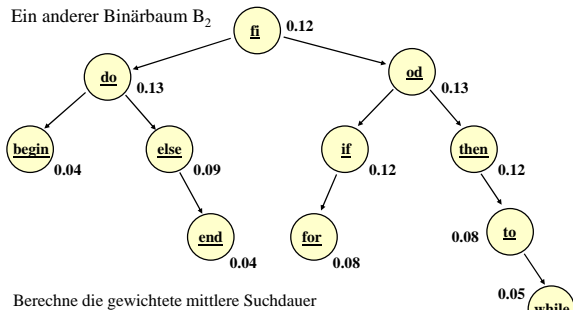 Ein anderer Binärbaum B2
fi 0.12
do 0.13
od 0.13
begin 0.04
else 0.09
if 0.12
then 0.12
end 0.04
for 0.08
0.08 to
0.05 while
Berechne die gewichtete mittlere Suchdauer